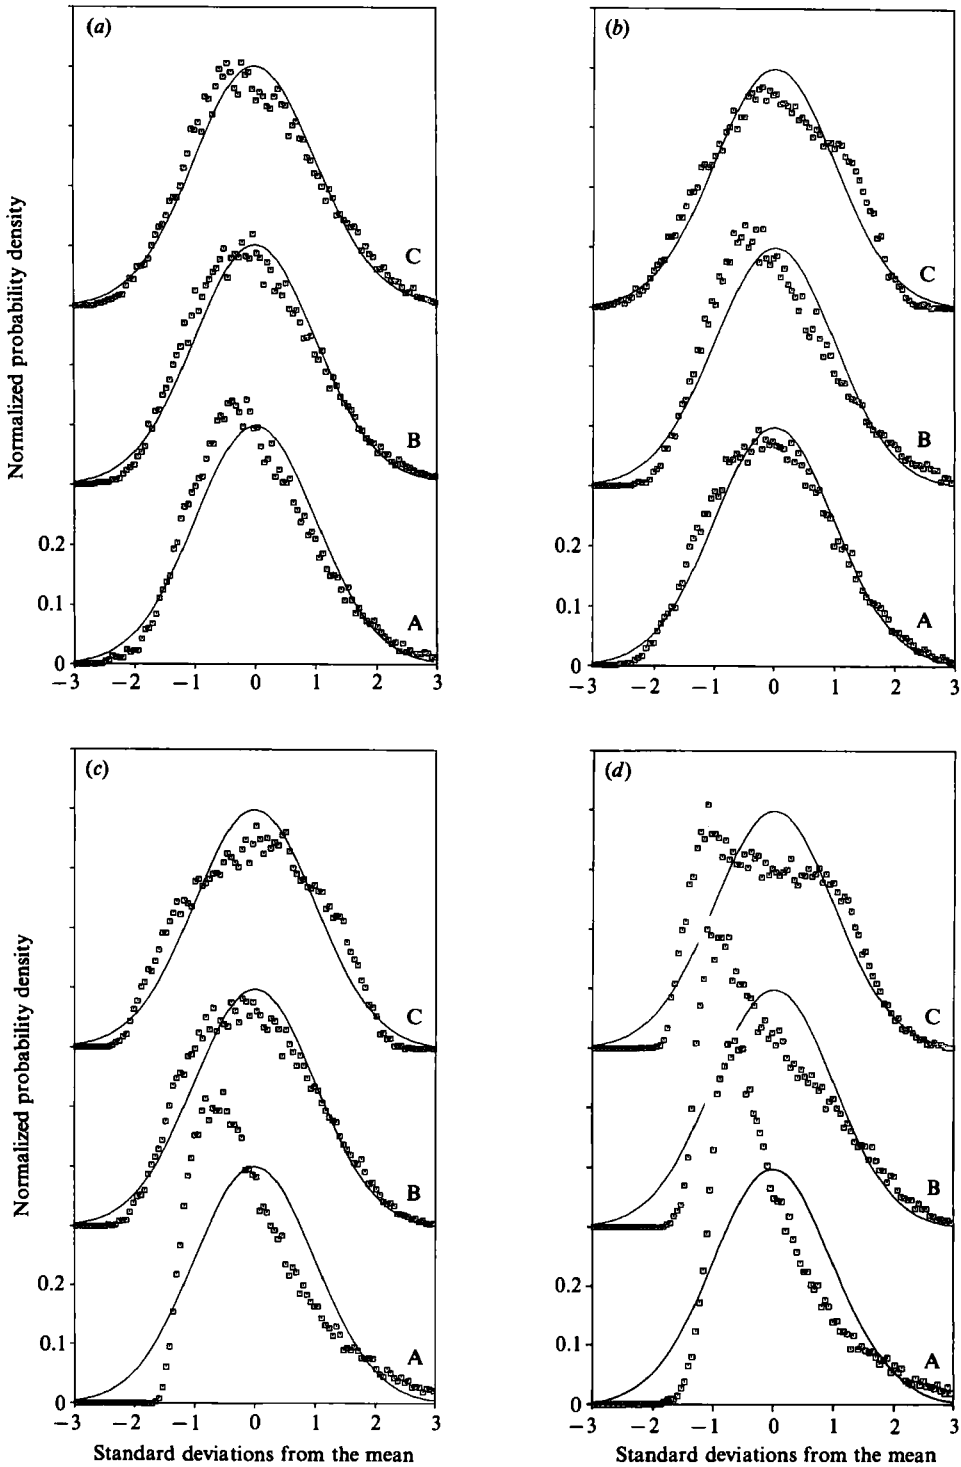 (a)
(b)
Normalized probability density
C
B
A
0.2
0.1
0
−3 −2 −1 0 1 2 3
C
B
A
0.2
0.1
0
−3 −2 −1 0 1 2 3
(c)
(d)
Normalized probability density
C
B
A
0.2
0.1
0
−3 −2 −1 0 1 2 3
Standard deviations from the mean
C
B
A
0.2
0.1
0
−3 −2 −1 0 1 2 3
Standard deviations from the mean